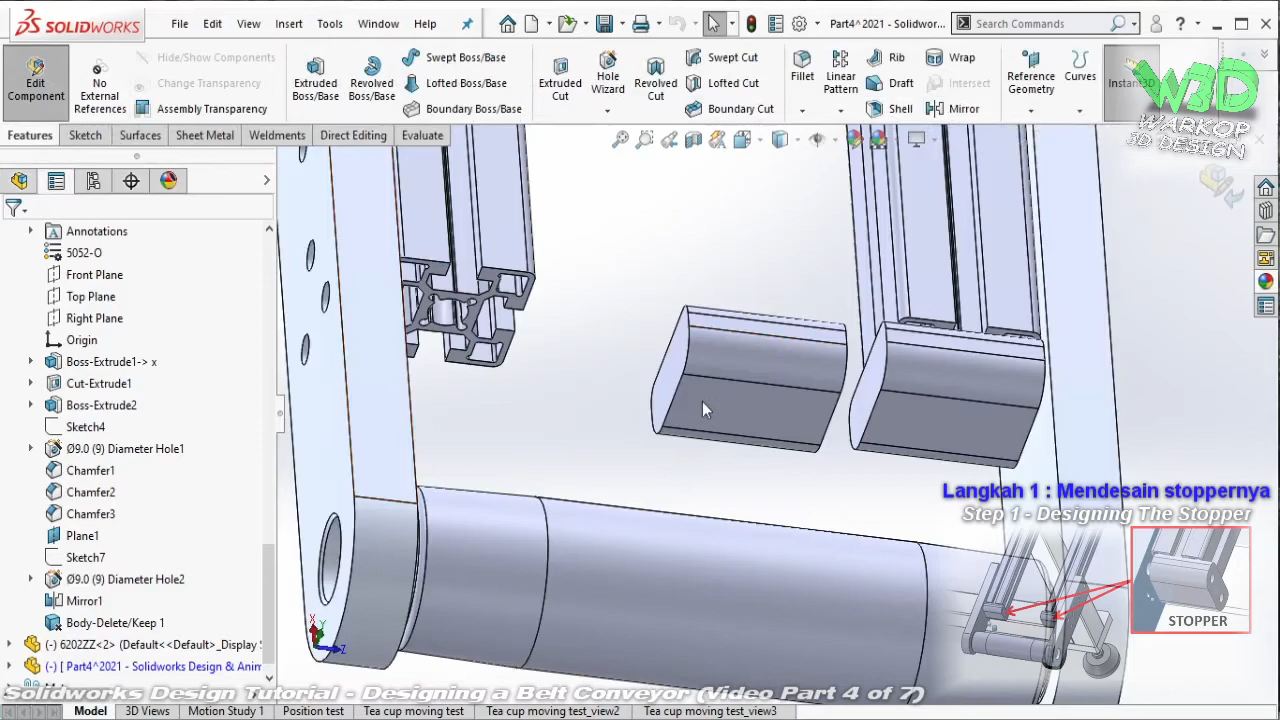 SOLIDWORKS
File
Edit
View
Insert
Tools
Window
Help
Part4^2021 - Solidwor...
Search Commands
Edit
Component
No
External
References
Hide/Show Components
Change Transparency
Assembly Transparency
Extruded
Boss/Base
Revolved
Boss/Base
Swept Boss/Base
Lofted Boss/Base
Boundary Boss/Base
Extruded
Cut
Hole
Wizard
Revolved
Cut
Swept Cut
Lofted Cut
Boundary Cut
Fillet
Linear
Pattern
Rib
Draft
Shell
Wrap
Intersect
Mirror
Reference
Geometry
Curves
Instant3D
W3D
WARKOP
3D DESIGN
Features
Sketch
Surfaces
Sheet Metal
Weldments
Direct Editing
Evaluate
Annotations
5052-O
Front Plane
Top Plane
Right Plane
Origin
Boss-Extrude1-> x
Cut-Extrude1
Boss-Extrude2
Sketch4
Ø9.0 (9) Diameter Hole1
Chamfer1
Chamfer2
Chamfer3
Plane1
Sketch7
Ø9.0 (9) Diameter Hole2
Mirror1
Body-Delete/Keep 1
(-) 6202ZZ<2> (Default<<Default>_Display S
(-) [ Part4^2021 - Solidworks Design & Anim
X
Y
Z
Langkah 1 : Mendesain stoppernya
Step 1 - Designing The Stopper
STOPPER
Solidworks Design Tutorial - Designing a Belt Conveyor (Video Part 4 of 7)
Model
3D Views
Motion Study 1
Position test
Tea cup moving test
Tea cup moving test_view2
Tea cup moving test_view3